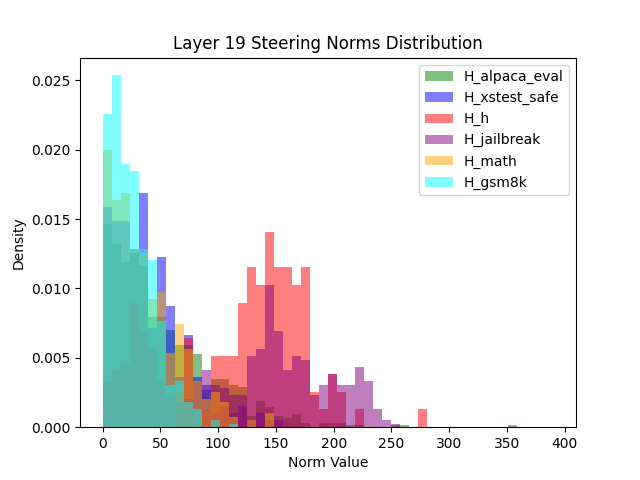 Layer 19 Steering Norms Distribution
H_alpaca_eval
H_xstest_safe
H_h
H_jailbreak
H_math
H_gsm8k
0.025
0.020
0.015
0.010
0.005
0.000
Density
0 50 100 150 200 250 300 350 400
Norm Value